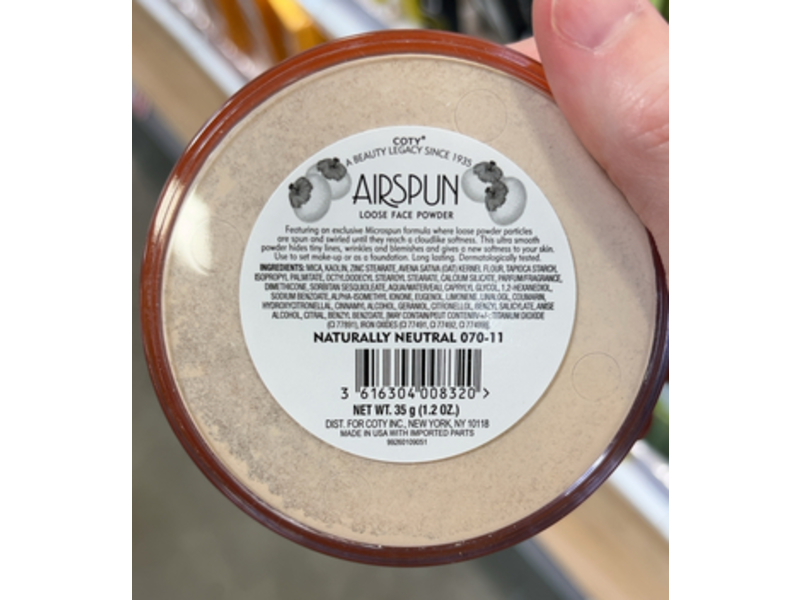 COTY®
A BEAUTY LEGACY SINCE 1935
AIRSPUN
LOOSE FACE POWDER
Featuring an exclusive Microspun formula where loose powder particles
are spun and swirled until they reach a cloudlike softness. This ultra smooth
powder hides tiny lines, wrinkles and blemishes and gives a new softness to your skin.
Use to set make-up or as a foundation. Long lasting. Dermatologically tested.
INGREDIENTS: MICA, KAOLIN, ZINC STEARATE, AVENA SATIVA (OAT) KERNEL FLOUR, TAPIOCA STARCH,
ISOPROPYL PALMITATE, OCTYLDODECYL STEAROYL STEARATE, CALCIUM SILICATE, PARFUM/FRAGRANCE,
DIMETHICONE, SORBITAN SESQUIOLEATE, AQUA/WATER/EAU, CAPRYLYL GLYCOL, 1,2-HEXANEDIOL,
SODIUM BENZOATE, ALPHA-ISOMETHYL IONONE, EUGENOL, LIMONENE, LINALOOL, COUMARIN,
HYDROXYCITRONELLAL, CINNAMYL ALCOHOL, GERANIOL, CITRONELLOL, BENZYL SALICYLATE, ANISE
ALCOHOL, CITRAL, BENZYL BENZOATE, [MAY CONTAIN/PEUT CONTENIR/+/-: TITANIUM DIOXIDE
(CI 77891), IRON OXIDES (CI 77491, CI 77492, CI 77499)].
NATURALLY NEUTRAL 070-11
3 616304 008320 >
NET WT. 35 g (1.2 OZ.)
DIST. FOR COTY INC., NEW YORK, NY 10118
MADE IN USA WITH IMPORTED PARTS
99260109051